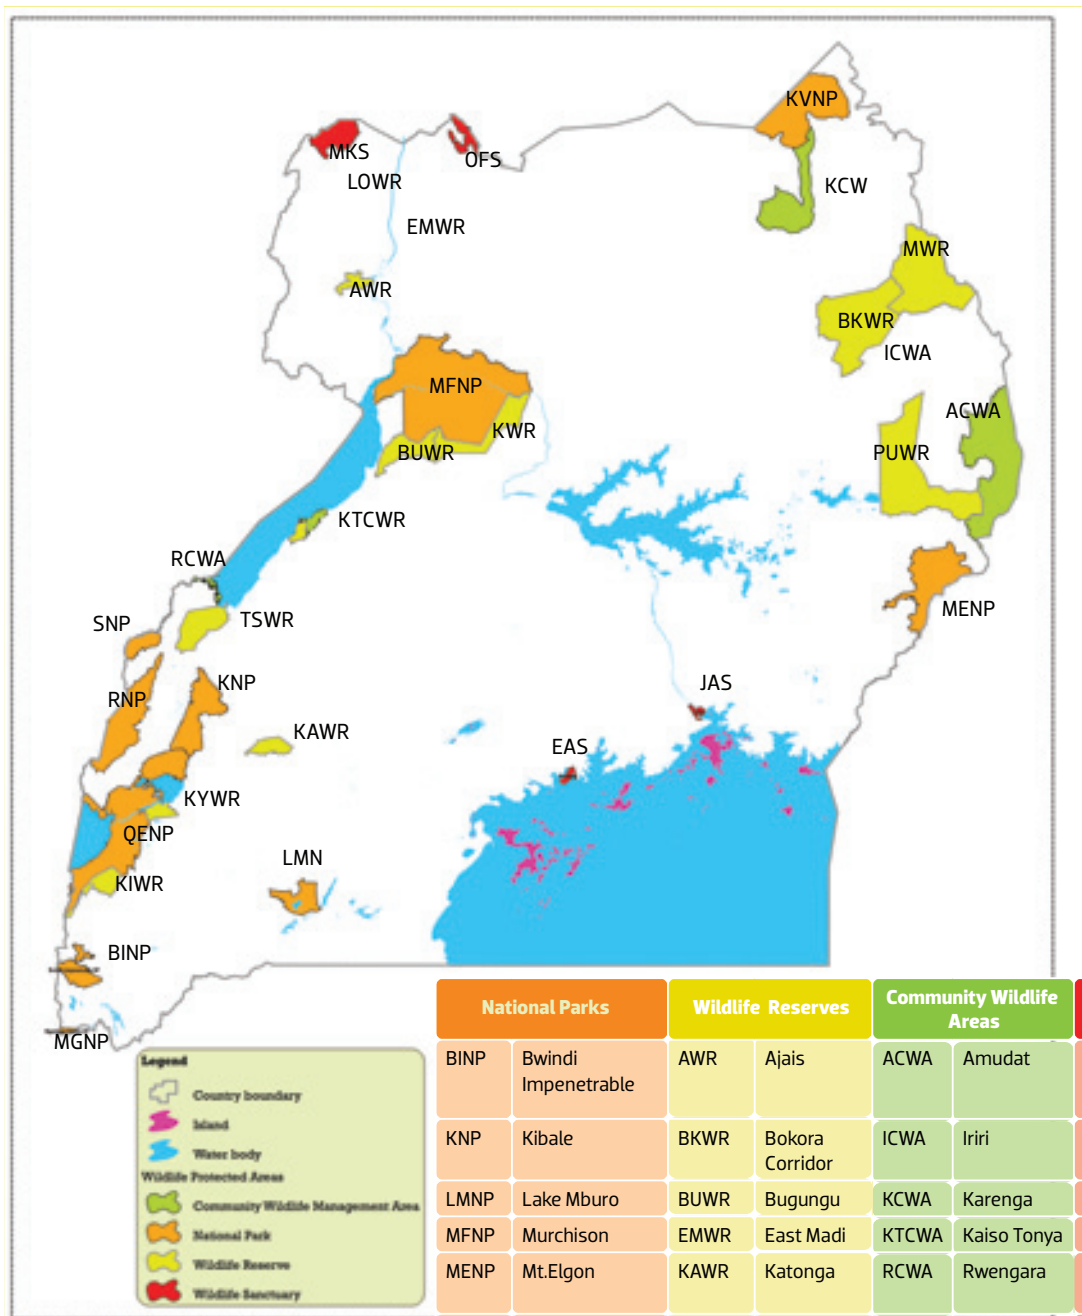 KVNP
MKS
OFS
LOWR
KCW
EMWR
MWR
AWR
BKWR
ICWA
MFNP
ACWA
KWR
BUWR
PUWR
KTCWR
RCWA
MENP
TSWR
SNP
KNP
JAS
RNP
KAWR
EAS
KYWR
QENP
LMN
KIWR
BINP
MGNP
Legend
Country boundary
Island
Water body
Wildlife Protected Areas
Community Wildlife Management Area
National Park
Wildlife Reserve
Wildlife Sanctuary
National Parks Wildlife Reserves Community Wildlife
Areas
BINP Bwindi AWR Ajais ACWA Amudat
Impenetrable
KNP Kibale BKWR Bokora ICWA Iriri
Corridor
LMNP Lake Mburo BUWR Bugungu KCWA Karenga
MFNP Murchison EMWR East Madi KTCWA Kaiso Tonya
MENP Mt.Elgon KAWR Katonga RCWA Rwengara